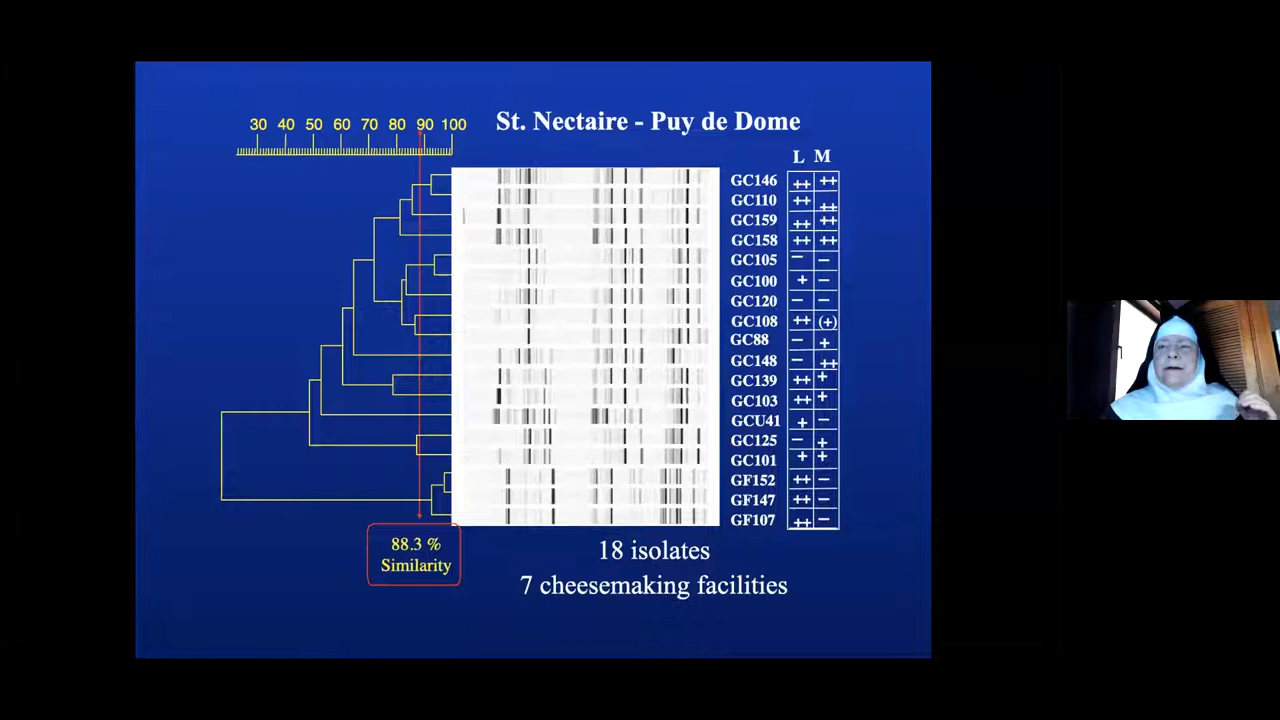 St. Nectaire - Puy de Dome
30 40 50 60 70 80 90 100
L M
GC146 ++ ++
GC110 ++ ++
GC159 ++ ++
GC158 ++ ++
GC105 – –
GC100 + –
GC120 – –
GC108 ++ (+)
GC88 – +
GC148 – ++
GC139 ++ +
GC103 ++ +
GCU41 + –
GC125 – +
GC101 + +
GF152 ++ –
GF147 ++ –
GF107 ++ –
88.3 %
Similarity
18 isolates
7 cheesemaking facilities